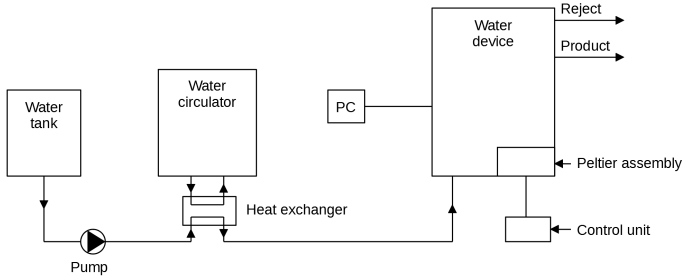 Reject
Water
device
Product
Water
circulator
Water
tank
PC
Peltier assembly
Heat exchanger
Control unit
Pump